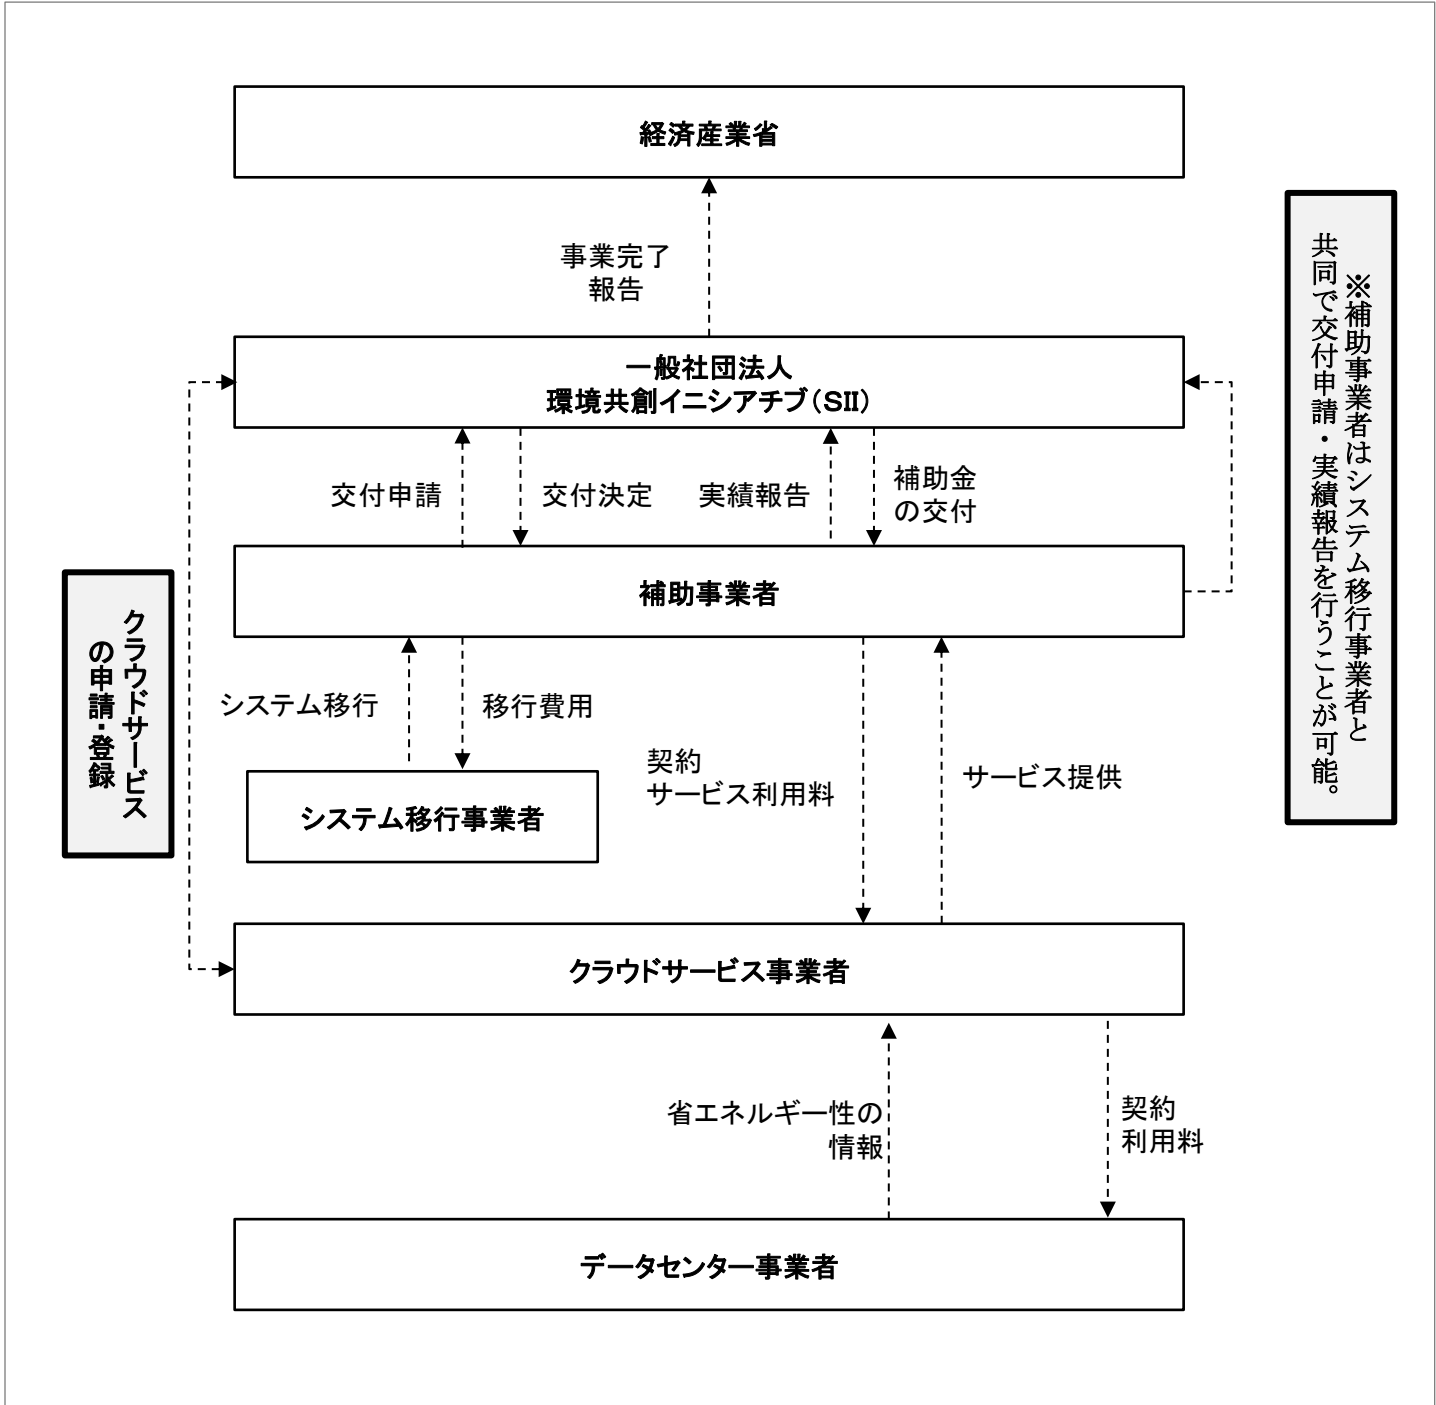 経済産業省
事業完了
報告
一般社団法人
環境共創イニシアチブ（SII）
交付申請
交付決定
実績報告
補助金
の交付
補助事業者
※補助事業者はシステム移行事業者と
共同で交付申請・実績報告を行うことが可能。
クラウドサービス
の申請・登録
システム移行
移行費用
契約
サービス利用料
サービス提供
システム移行事業者
クラウドサービス事業者
省エネルギー性の
情報
契約
利用料
データセンター事業者